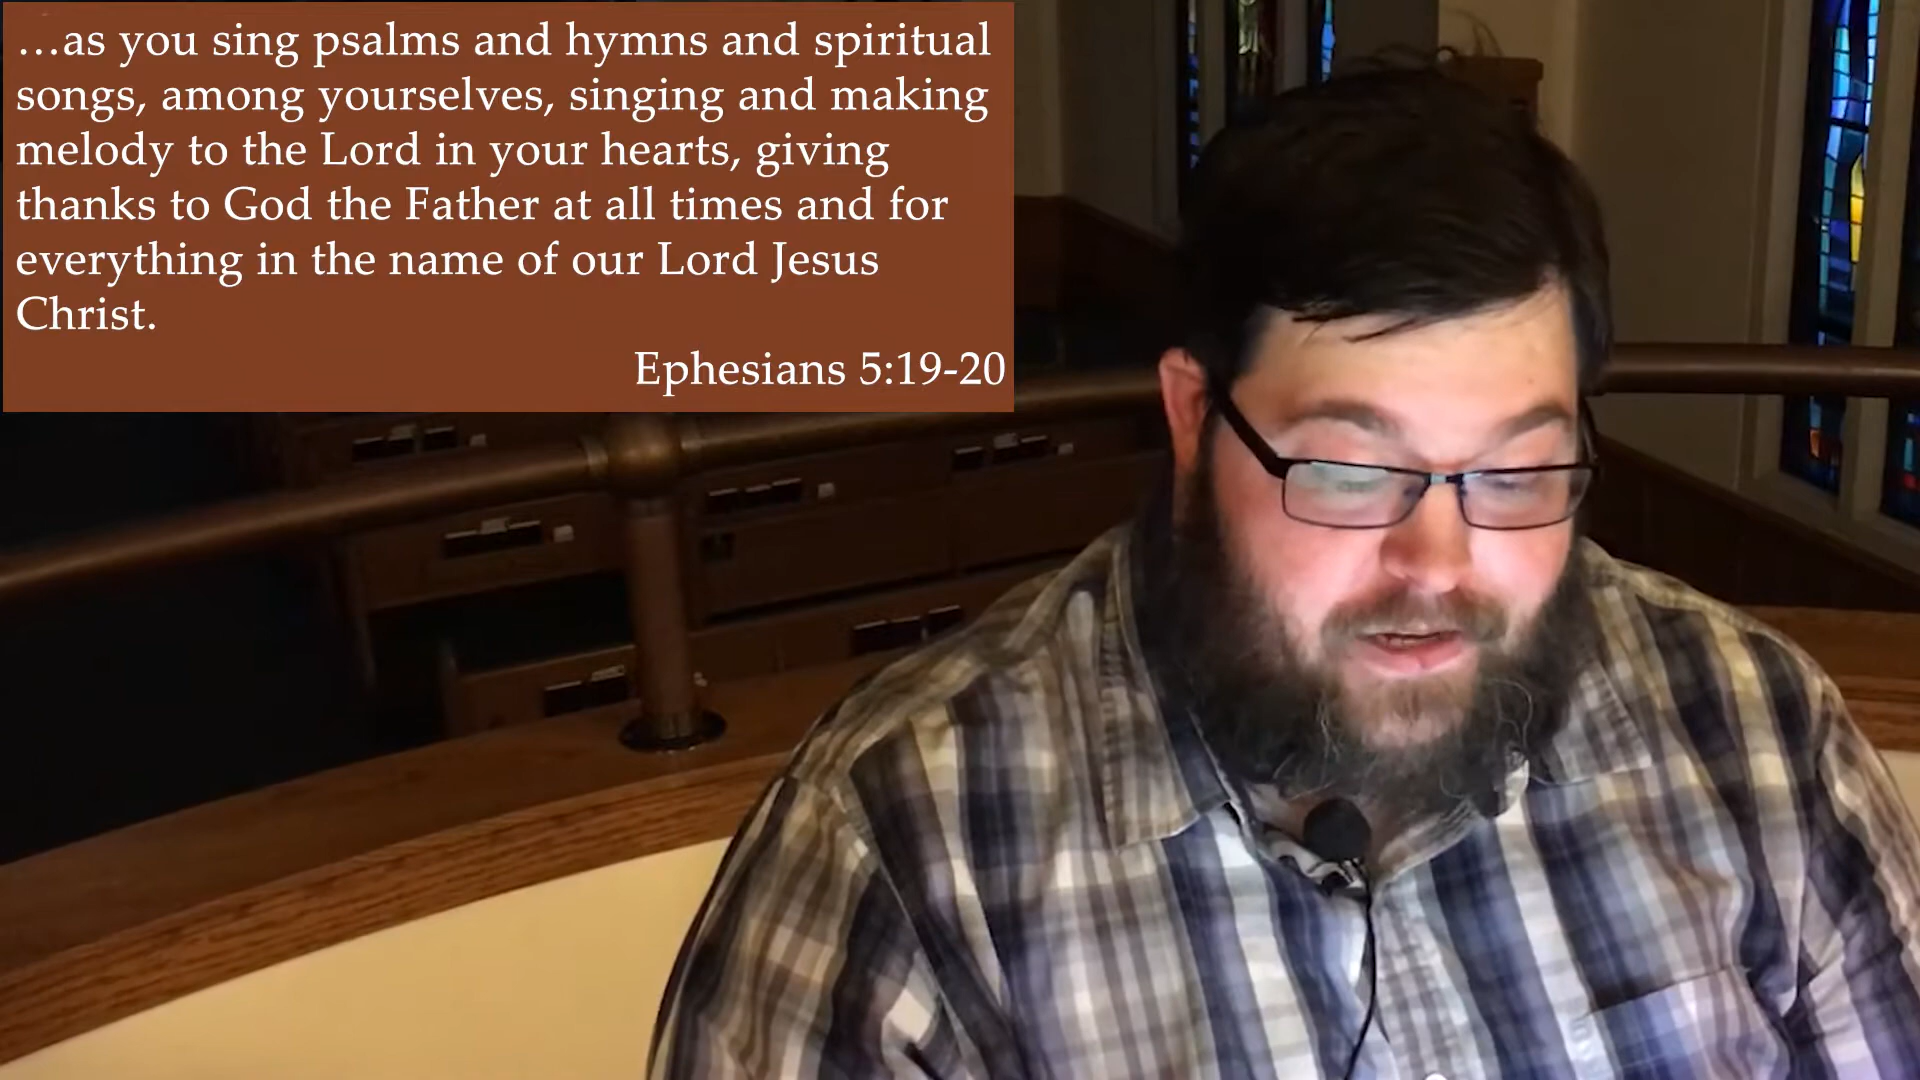 …as you sing psalms and hymns and spiritual
songs, among yourselves, singing and making
melody to the Lord in your hearts, giving
thanks to God the Father at all times and for
everything in the name of our Lord Jesus
Christ.
Ephesians 5:19-20